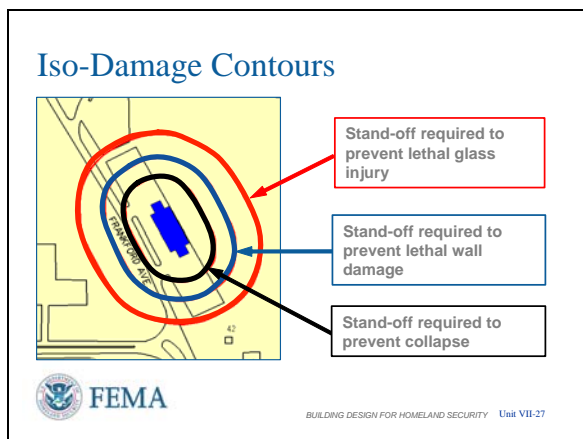 Iso-Damage Contours
Stand-off required to
prevent lethal glass
injury
FRANKFORD AVE
Stand-off required to
prevent lethal wall
damage
42
Stand-off required to
prevent collapse
FEMA
BUILDING DESIGN FOR HOMELAND SECURITY Unit VII-27